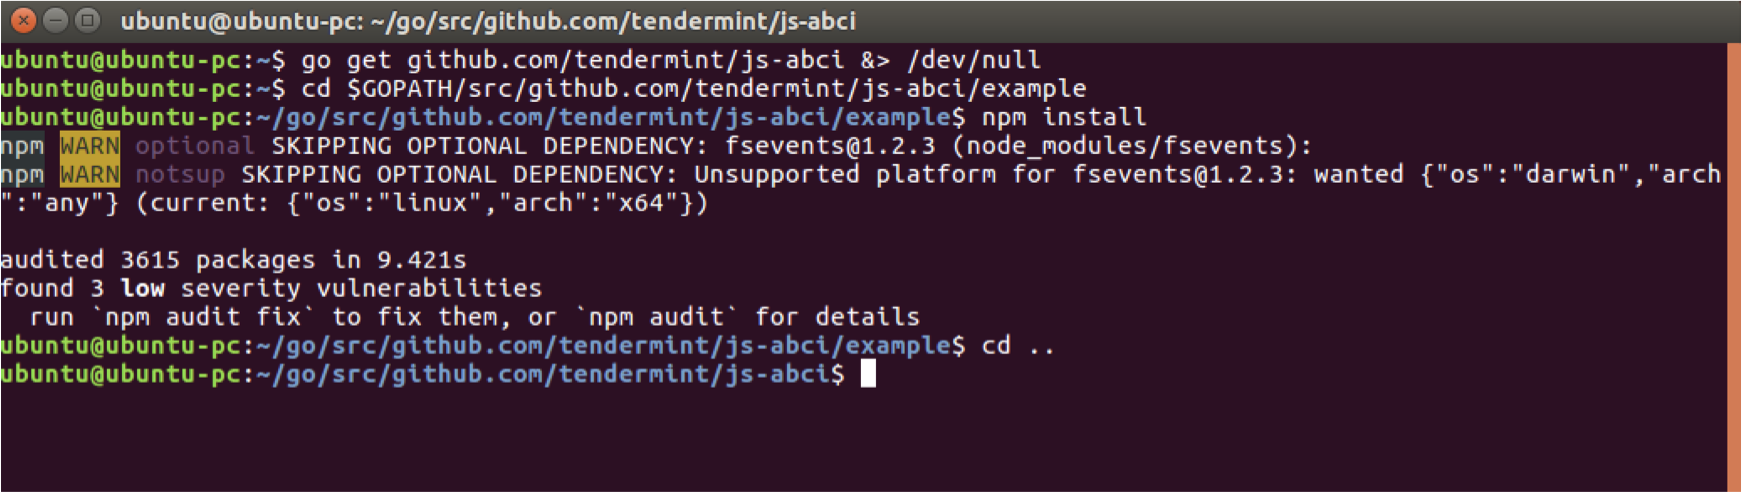 ubuntu@ubuntu-pc: ~/go/src/github.com/tendermint/js-abci
ubuntu@ubuntu-pc:~$ go get github.com/tendermint/js-abci &> /dev/null
ubuntu@ubuntu-pc:~$ cd $GOPATH/src/github.com/tendermint/js-abci/example
ubuntu@ubuntu-pc:~/go/src/github.com/tendermint/js-abci/example$ npm install
npm WARN optional SKIPPING OPTIONAL DEPENDENCY: fsevents@1.2.3 (node_modules/fsevents):
npm WARN notsup SKIPPING OPTIONAL DEPENDENCY: Unsupported platform for fsevents@1.2.3: wanted {"os":"darwin","arch
":"any"} (current: {"os":"linux","arch":"x64"})
audited 3615 packages in 9.421s
found 3 low severity vulnerabilities
  run `npm audit fix` to fix them, or `npm audit` for details
ubuntu@ubuntu-pc:~/go/src/github.com/tendermint/js-abci/example$ cd ..
ubuntu@ubuntu-pc:~/go/src/github.com/tendermint/js-abci$